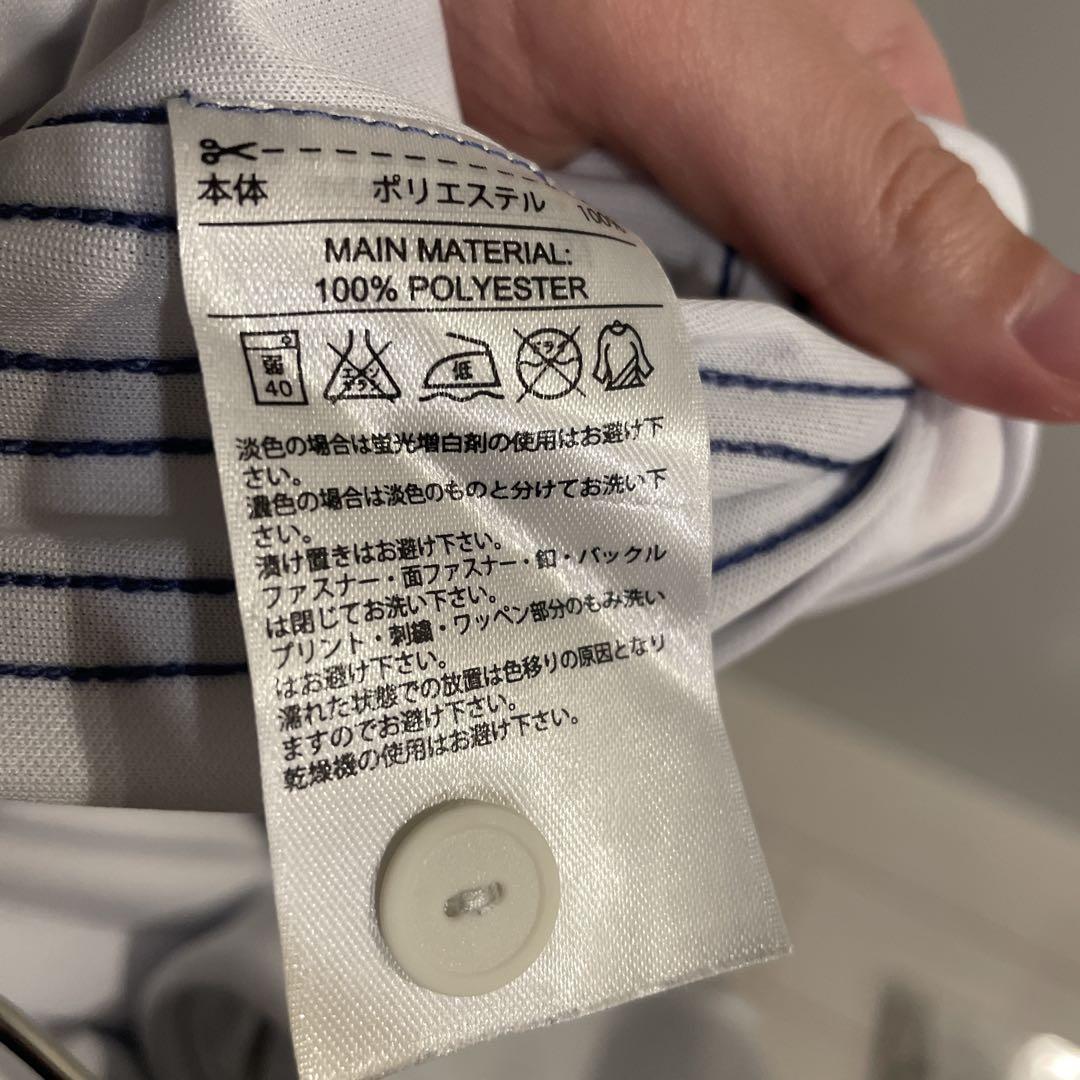 本体 ポリエステル 100%
MAIN MATERIAL:
100% POLYESTER
弱 40 エンソ サラシ 低 ドライ
淡色の場合は蛍光増白剤の使用はお避け下
さい。
濃色の場合は淡色のものと分けてお洗い下
さい。
漬け置きはお避け下さい。
ファスナー・面ファスナー・釦・バックル
は閉じてお洗い下さい。
プリント・刺繍・ワッペン部分のもみ洗い
はお避け下さい。
濡れた状態での放置は色移りの原因となり
ますのでお避け下さい。
乾燥機の使用はお避け下さい。